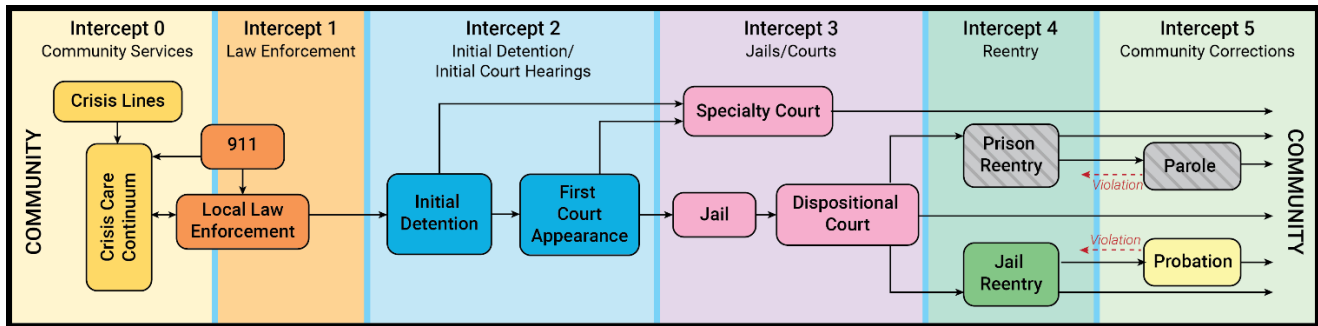 Intercept 0
Community Services
Intercept 1
Law Enforcement
Intercept 2
Initial Detention/
Initial Court Hearings
Intercept 3
Jails/Courts
Intercept 4
Reentry
Intercept 5
Community Corrections
COMMUNITY
Crisis Lines
Crisis Care
Continuum
911
Local Law
Enforcement
Initial
Detention
First
Court
Appearance
Specialty Court
Jail
Dispositional
Court
Prison
Reentry
Violation
Parole
Jail
Reentry
Violation
Probation
COMMUNITY